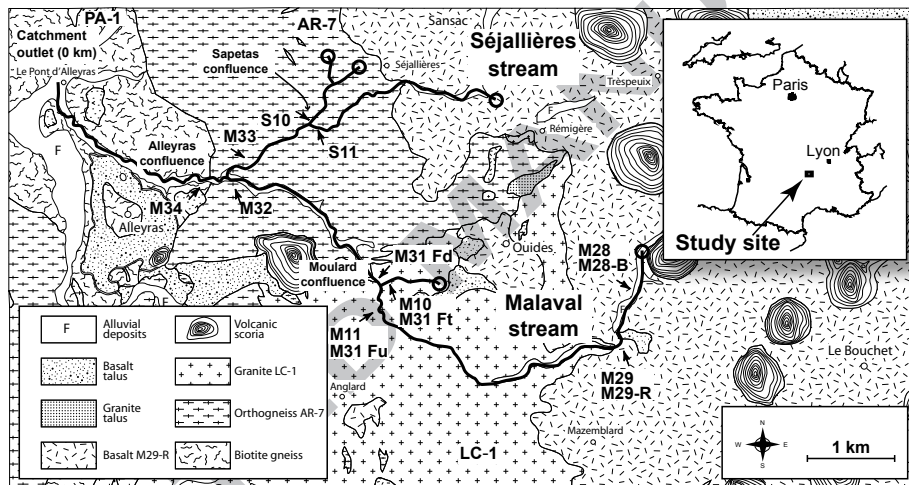 PA-1
Catchment
outlet (0 km)
Le Pont d'Alleyras
AR-7
Sapetas
confluence
Sansac
Séjallières
Séjallières
stream
Trespeuix
Rémigère
S10
S11
M33
Alleyras
confluence
F
F
M34
M32
Alleyras
Ouides
M31 Fd
Moulard
confluence
M10
M31 Ft
M11
M31 Fu
Malaval
stream
M28
M28-B
M29
M29-R
Le Bouchet
Anglard
Mazemblard
LC-1
F
Paris
Lyon
Study site
F
Alluvial
deposits
Volcanic
scoria
Basalt
talus
Granite LC-1
Granite
talus
Orthogneiss AR-7
Basalt M29-R
Biotite gneiss
N
W
E
S
1 km